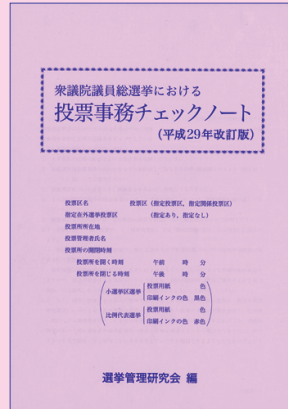 衆議院議員総選挙における
投票事務チェックノート
(平成29年改訂版)
投票区名　投票区（指定投票区、指定関係投票区）
指定在外選挙投票区　（指定あり、指定なし）
投票所所在地
投票管理者氏名
投票所の開閉時刻
投票所を開く時刻　午前　時　分
投票所を閉じる時刻　午後　時　分
小選挙区選挙　投票用紙　色
印刷インクの色　黒色
比例代表選挙　投票用紙　色
印刷インクの色　赤色
選挙管理研究会 編